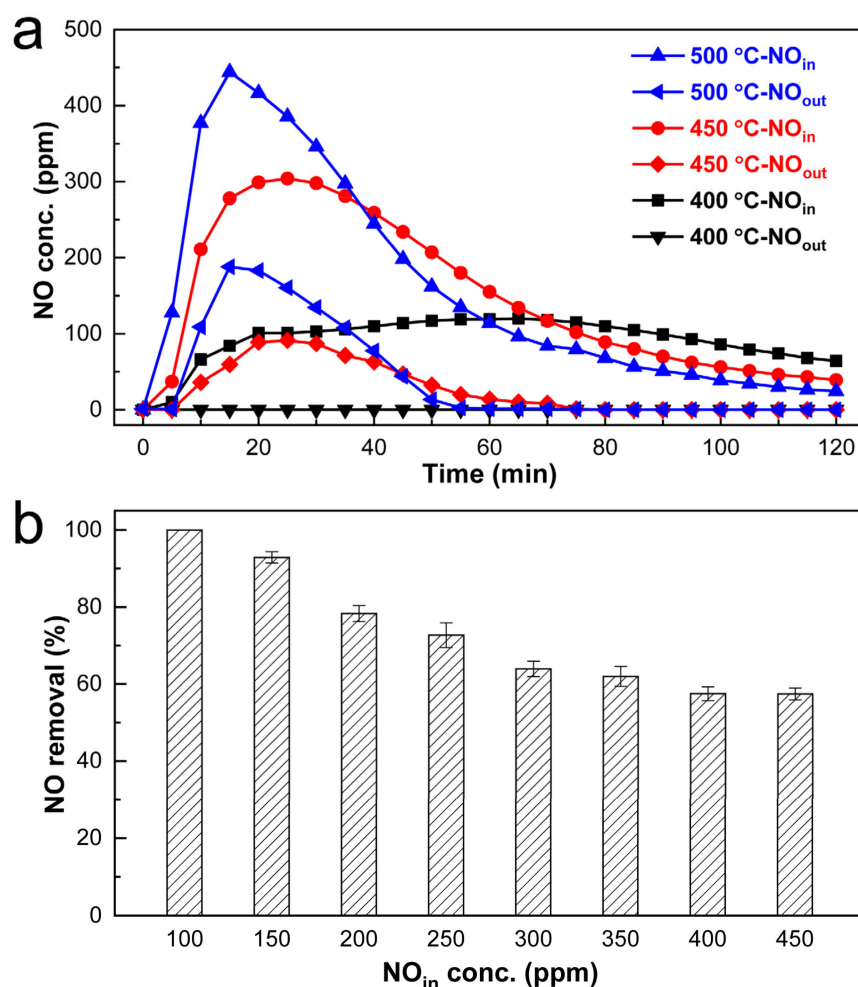 a
NO conc. (ppm)
500
400
300
200
100
0
500 °C-NOin
500 °C-NOout
450 °C-NOin
450 °C-NOout
400 °C-NOin
400 °C-NOout
0 20 40 60 80 100 120
Time (min)
b
NO removal (%)
100
80
60
40
20
0
100 150 200 250 300 350 400 450
NOin conc. (ppm)